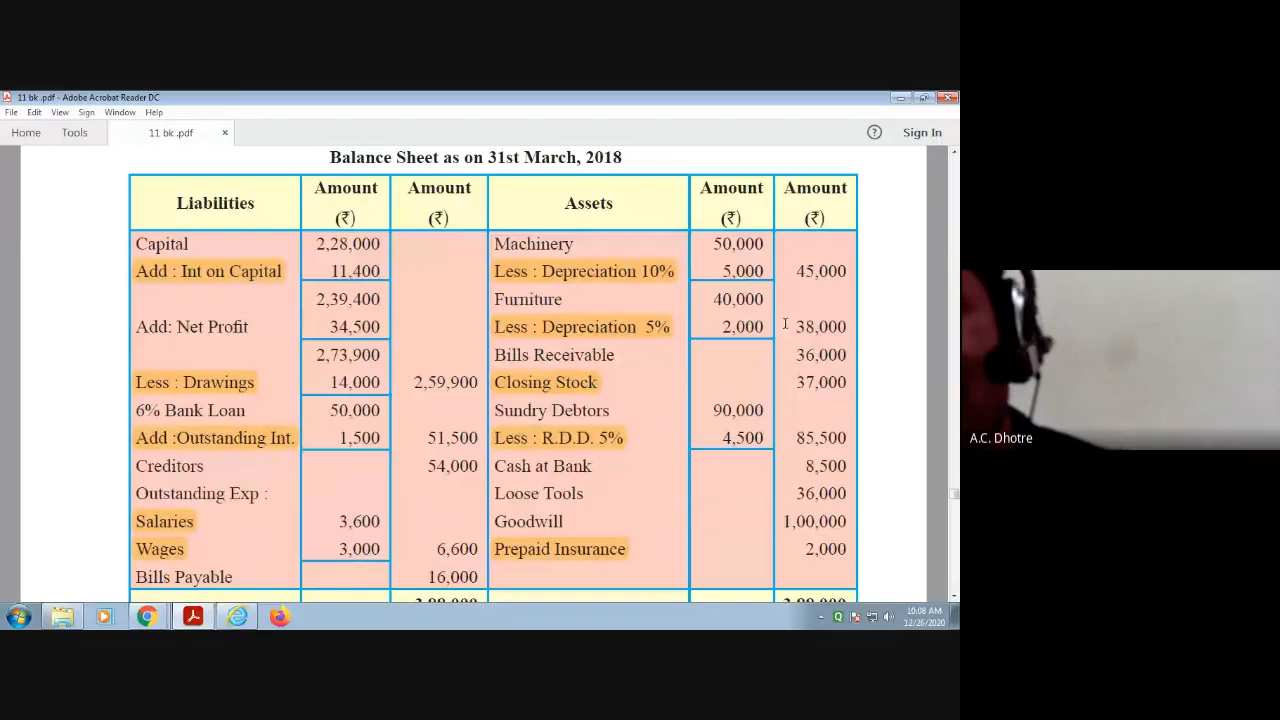 11 bk .pdf - Adobe Acrobat Reader DC
File Edit View Sign Window Help
Home Tools 11 bk .pdf × ? Sign In
Balance Sheet as on 31st March, 2018
Liabilities Amount (₹) Amount (₹) Assets Amount (₹) Amount (₹)
Capital 2,28,000 Machinery 50,000
Add : Int on Capital 11,400 Less : Depreciation 10% 5,000 45,000
2,39,400 Furniture 40,000
Add: Net Profit 34,500 Less : Depreciation 5% 2,000 38,000
2,73,900 Bills Receivable 36,000
Less : Drawings 14,000 2,59,900 Closing Stock 37,000
6% Bank Loan 50,000 Sundry Debtors 90,000
Add :Outstanding Int. 1,500 51,500 Less : R.D.D. 5% 4,500 85,500
Creditors 54,000 Cash at Bank 8,500
Outstanding Exp : Loose Tools 36,000
Salaries 3,600 Goodwill 1,00,000
Wages 3,000 6,600 Prepaid Insurance 2,000
Bills Payable 16,000
10:08 AM
12/26/2020
A.C. Dhotre